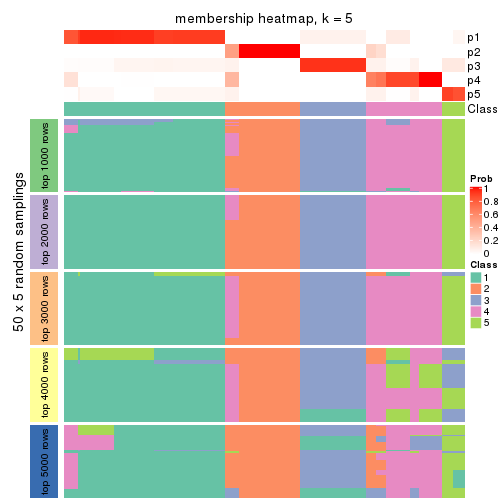 membership heatmap, k = 5
p1
p2
p3
p4
p5
Class
50 x 5 random samplings
top 1000 rows
top 2000 rows
top 3000 rows
top 4000 rows
top 5000 rows
Prob
1
0.8
0.6
0.4
0.2
0
Class
1
2
3
4
5